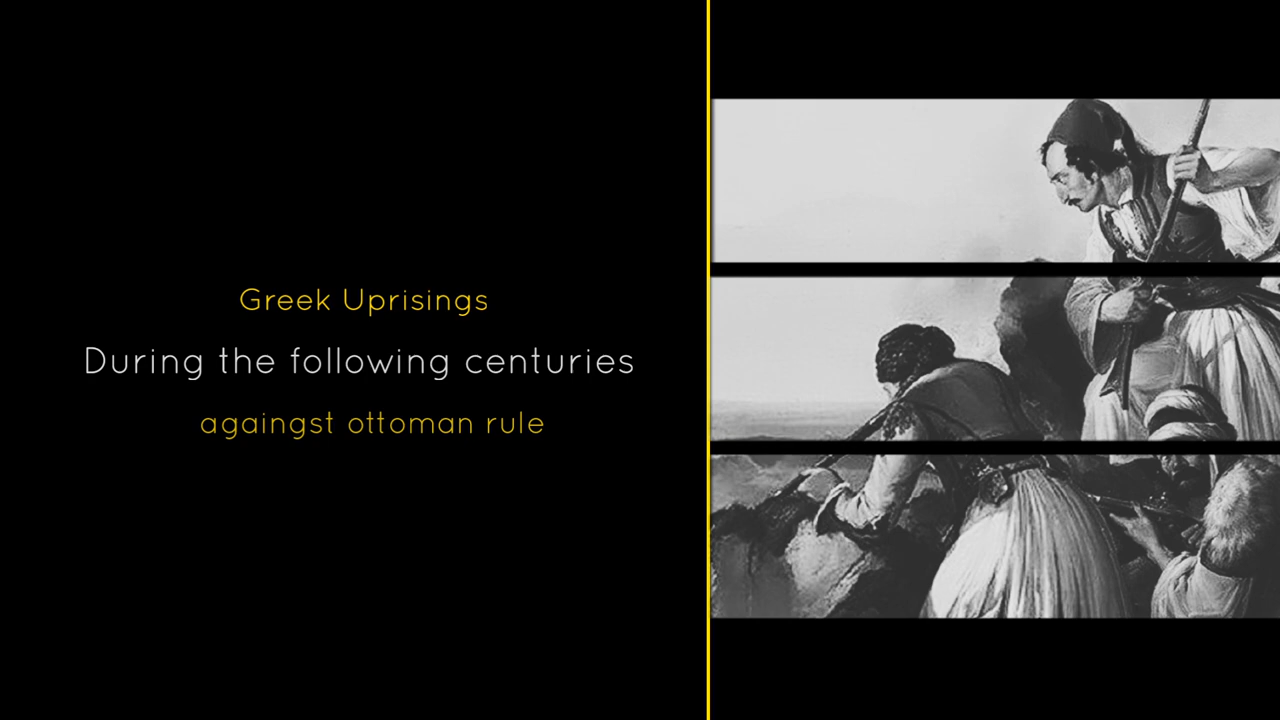 Greek Uprisings
During the following centuries
againgst ottoman rule